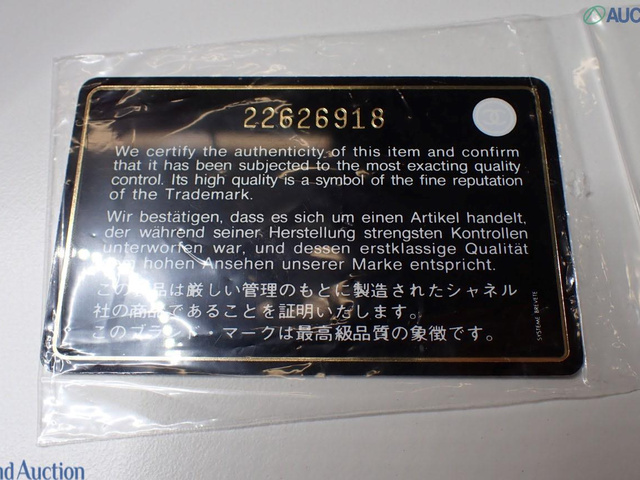 AUC
22626918
We certify the authenticity of this item and confirm
that it has been subjected to the most exacting quality
control. Its high quality is a symbol of the fine reputation
of the Trademark.
Wir bestätigen, dass es sich um einen Artikel handelt,
der während seiner Herstellung strengsten Kontrollen
unterworfen war, und dessen erstklassige Qualität
hohen Ansehen unserer Marke entspricht.
この商品は厳しい管理のもとに製造されたシャネル
社の商品であることを証明いたします。
このブランド・マークは最高級品質の象徴です。
SYSTEME BREVETE
nd Auction